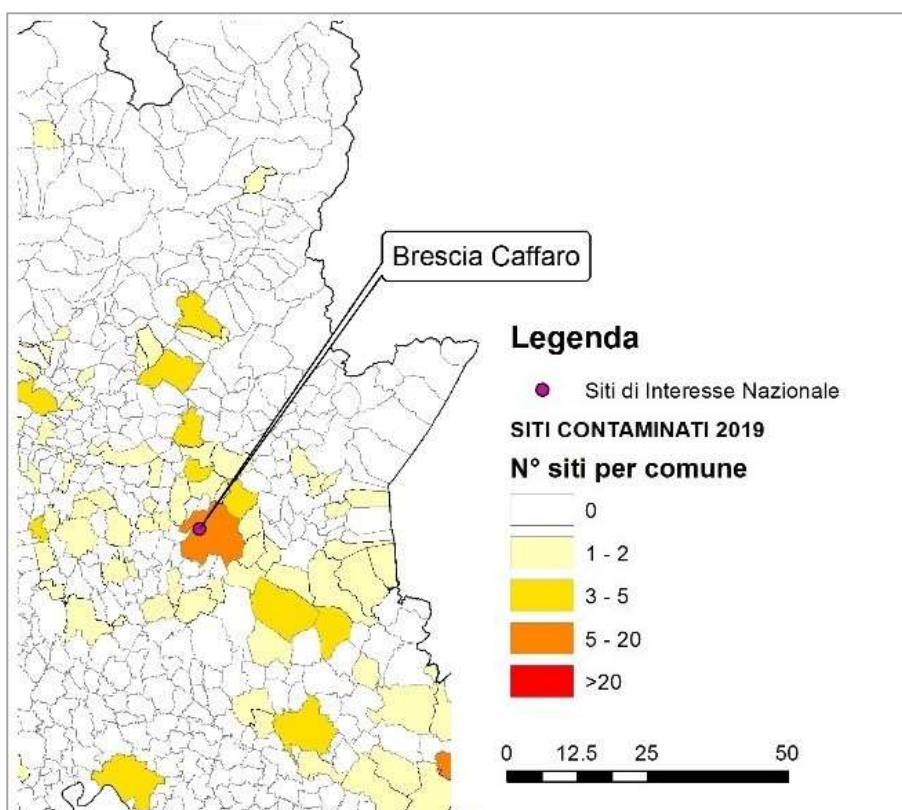 Brescia Caffaro
Legenda
Siti di Interesse Nazionale
SITI CONTAMINATI 2019
N° siti per comune
0
1 - 2
3 - 5
5 - 20
>20
0 12.5 25 50